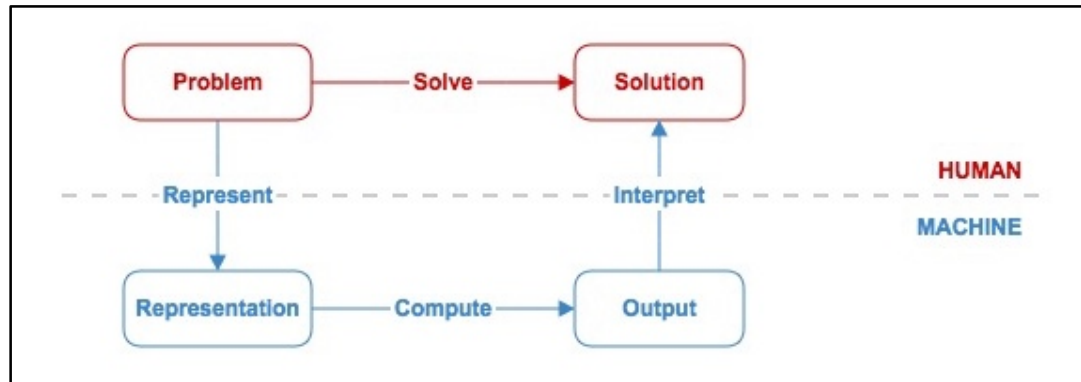 Problem
Solve
Solution
HUMAN
Represent
Interpret
MACHINE
Representation
Compute
Output